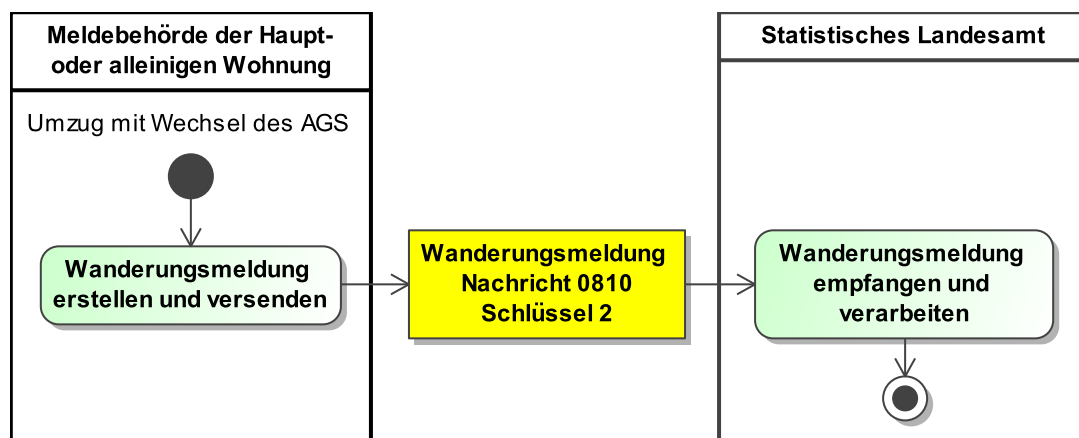 Meldebehörde der Haupt-
oder alleinigen Wohnung
Statistisches Landesamt
Umzug mit Wechsel des AGS
Wanderungsmeldung
erstellen und versenden
Wanderungsmeldung
Nachricht 0810
Schlüssel 2
Wanderungsmeldung
empfangen und
verarbeiten